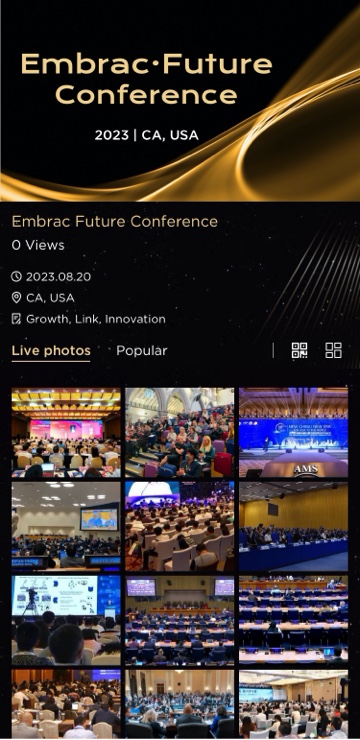 Embrac·Future
Conference
2023 | CA, USA
Embrac Future Conference
0 Views
2023.08.20
CA, USA
Growth, Link, Innovation
Live photos
Popular
AMS